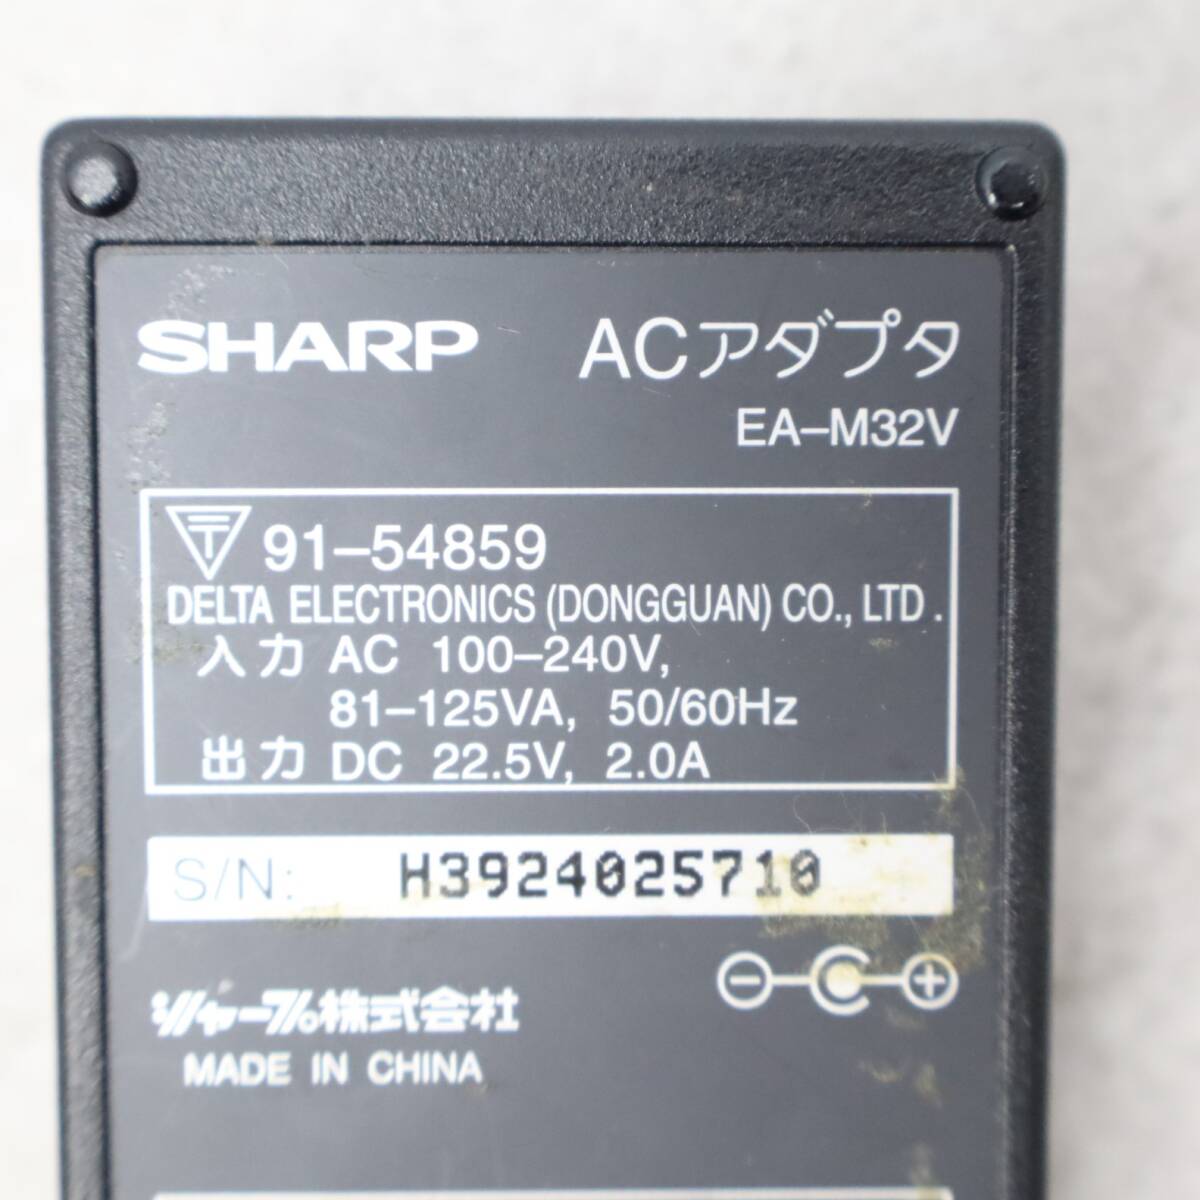 SHARP ACアダプタ
EA-M32V
91-54859
DELTA ELECTRONICS (DONGGUAN) CO., LTD.
入力 AC 100-240V,
81-125VA, 50/60Hz
出力 DC 22.5V, 2.0A
S/N: H3924025710
シャープ株式会社
MADE IN CHINA